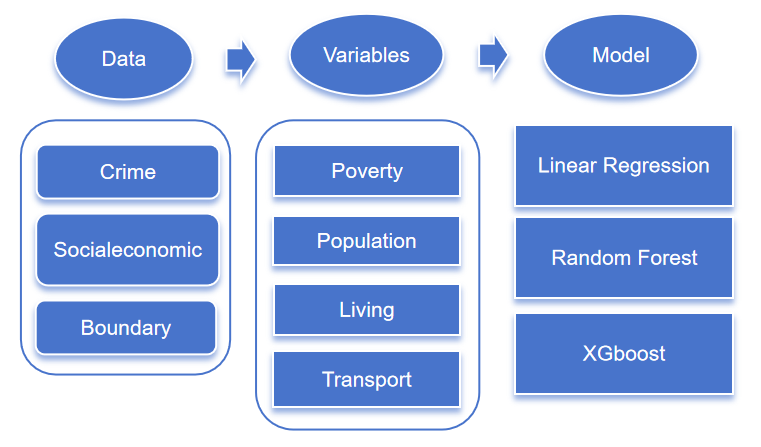 Data
Variables
Model
Crime
Socialeconomic
Boundary
Poverty
Population
Living
Transport
Linear Regression
Random Forest
XGboost